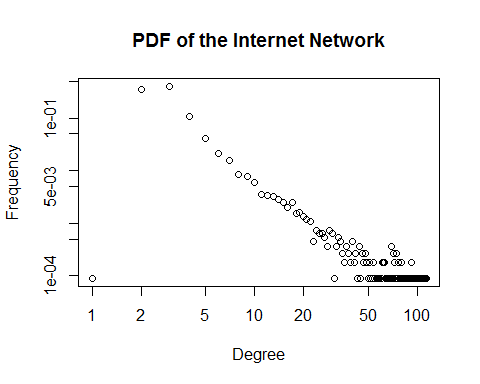 PDF of the Internet Network
Frequency
1e-01
5e-03
1e-04
1 2 5 10 20 50 100
Degree